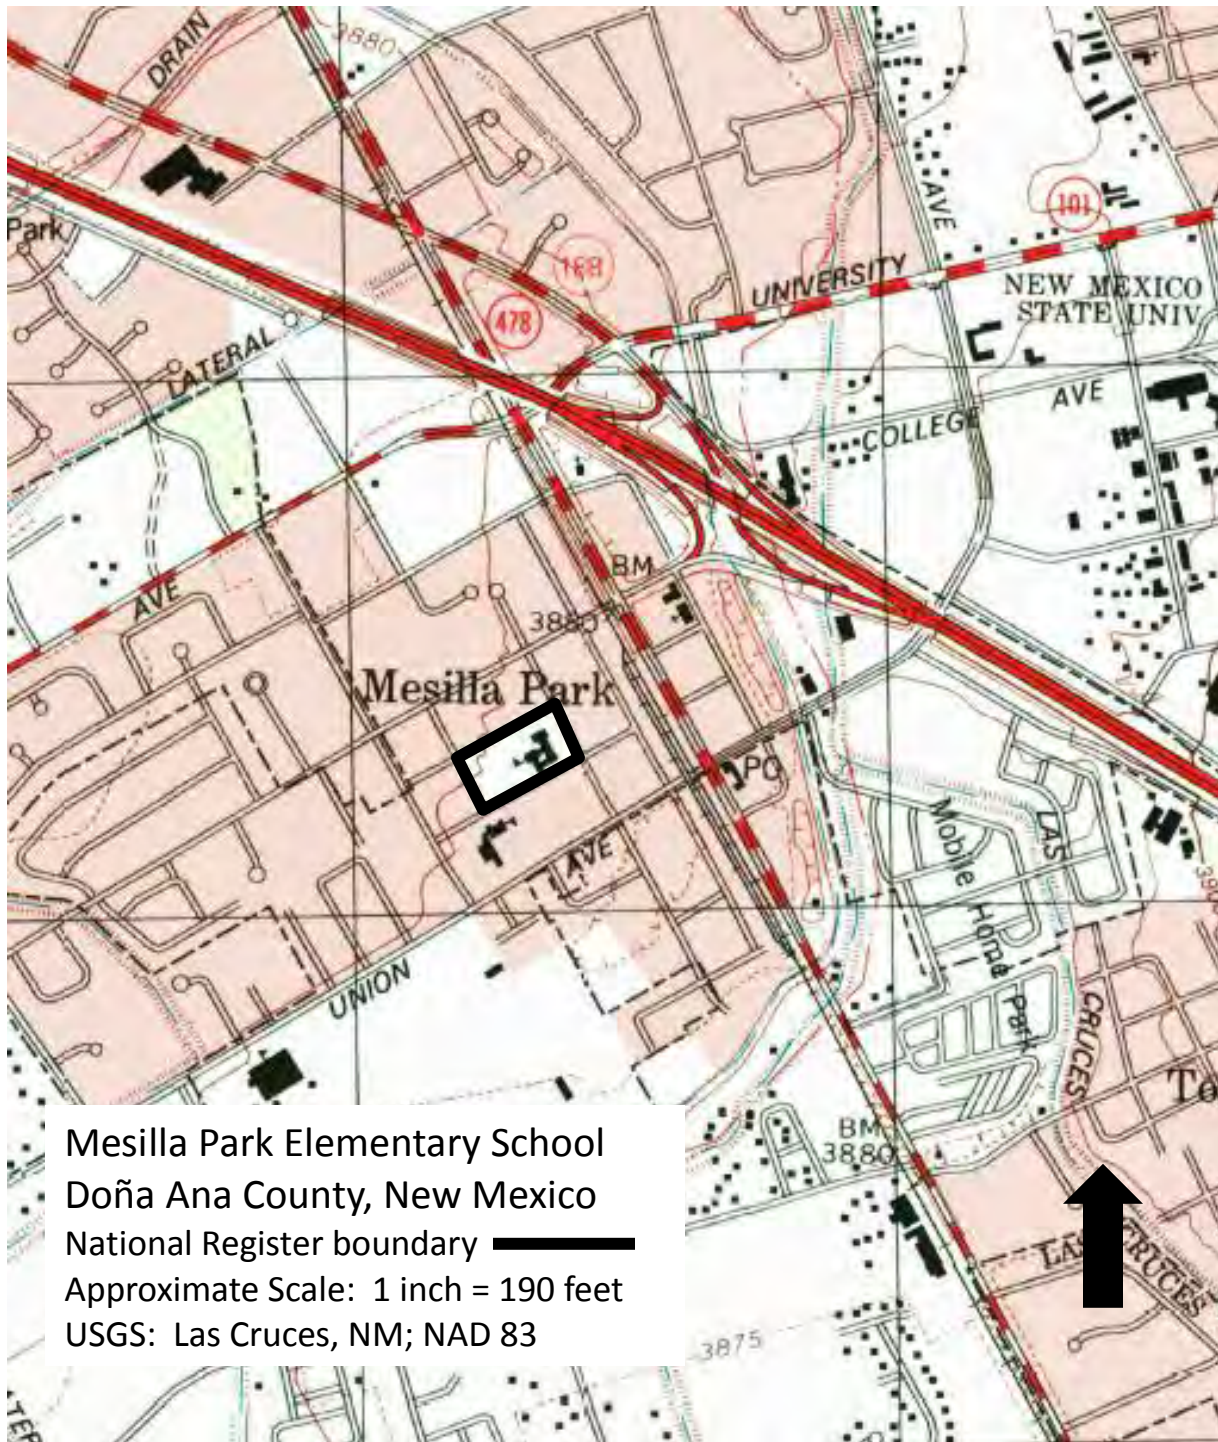 3880
DRAIN
AVE
101
Park
168
UNIVERSITY
NEW MEXICO
STATE UNIV
478
LATERAL
AVE
COLLEGE
BM
AVE
3880
Mesilla Park
PO
LAS
Mobile
AVE
Home
UNION
Park
CRUCES
To
BM
3880
Mesilla Park Elementary School
Doña Ana County, New Mexico
National Register boundary
Approximate Scale: 1 inch = 190 feet
USGS: Las Cruces, NM; NAD 83
LAS CRUCES
3875